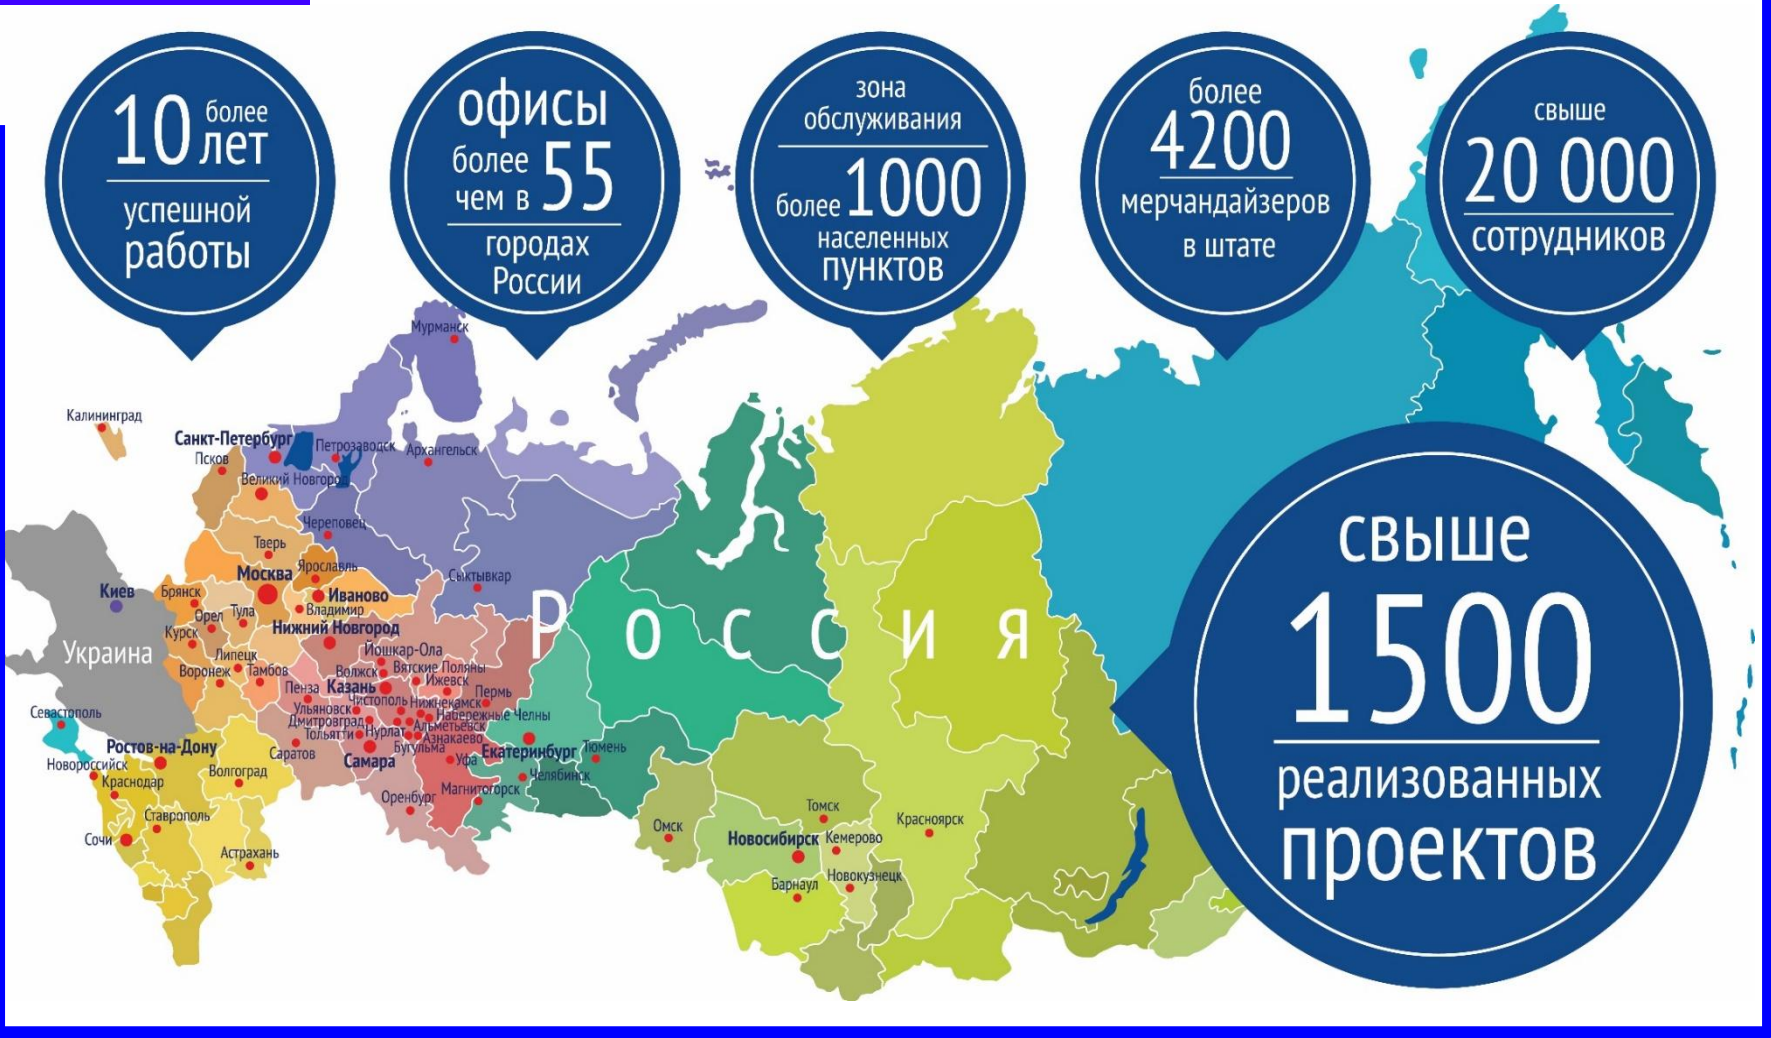 более
10 лет
успешной
работы
офисы
более
чем в 55
городах
России
зона
обслуживания
более 1000
населенных
пунктов
более
4200
мерчандайзеров
в штате
свыше
20 000
сотрудников
свыше
1500
реализованных
проектов
Россия
Мурманск
Калининград
Санкт-Петербург
Петрозаводск
Архангельск
Псков
Великий Новгород
Череповец
Тверь
Ярославль
Москва
Сыктывкар
Киев
Брянск
Иваново
Владимир
Орел
Тула
Курск
Нижний Новгород
Украина
Йошкар-Ола
Липецк
Воронеж
Тамбов
Волжск
Вятские Поляны
Ижевск
Пенза
Казань
Пермь
Чистополь
Нижнекамск
Ульяновск
Набережные Челны
Севастополь
Дмитровград
Тольятти
Нурлат
Альметьевск
Азнакаево
Бугульма
Ростов-на-Дону
Саратов
Самара
Уфа
Екатеринбург
Тюмень
Новороссийск
Волгоград
Челябинск
Краснодар
Оренбург
Магнитогорск
Ставрополь
Сочи
Астрахань
Омск
Томск
Красноярск
Новосибирск
Кемерово
Новокузнецк
Барнаул